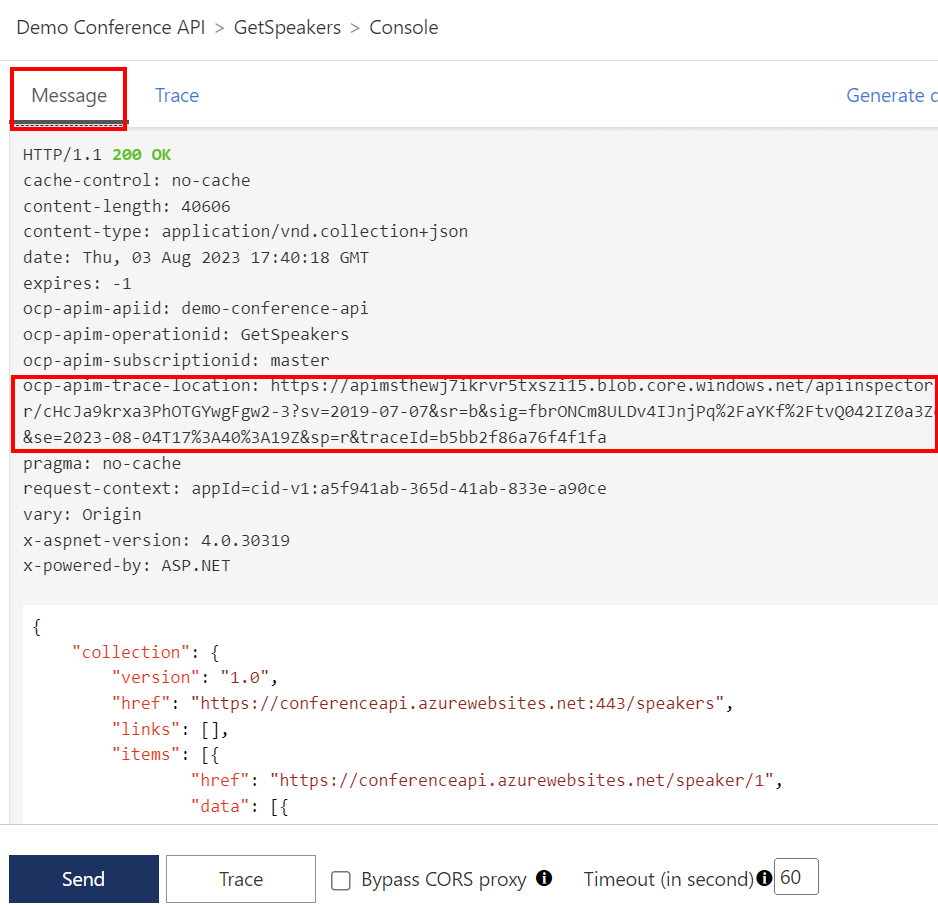 Demo Conference API > GetSpeakers > Console
Message Trace Generate
HTTP/1.1 200 OK
cache-control: no-cache
content-length: 40606
content-type: application/vnd.collection+json
date: Thu, 03 Aug 2023 17:40:18 GMT
expires: -1
ocp-apim-apiid: demo-conference-api
ocp-apim-operationid: GetSpeakers
ocp-apim-subscriptionid: master
ocp-apim-trace-location: https://apimsthewj7ikrvr5txszi15.blob.core.windows.net/apiinspector
r/cHcJa9krxa3PhOTGYwgFgw2-3?sv=2019-07-07&sr=b&sig=fbrONCm8ULDv4IJnjPq%2FaYKf%2FtvQ042IZ0a3Z
&se=2023-08-04T17%3A40%3A19Z&sp=r&traceId=b5bb2f86a76f4f1fa
pragma: no-cache
request-context: appId=cid-v1:a5f941ab-365d-41ab-833e-a90ce
vary: Origin
x-aspnet-version: 4.0.30319
x-powered-by: ASP.NET
{
"collection": {
"version": "1.0",
"href": "https://conferenceapi.azurewebsites.net:443/speakers",
"links": [],
"items": [{
"href": "https://conferenceapi.azurewebsites.net/speaker/1",
"data": [{
Send Trace Bypass CORS proxy Timeout (in second) 60